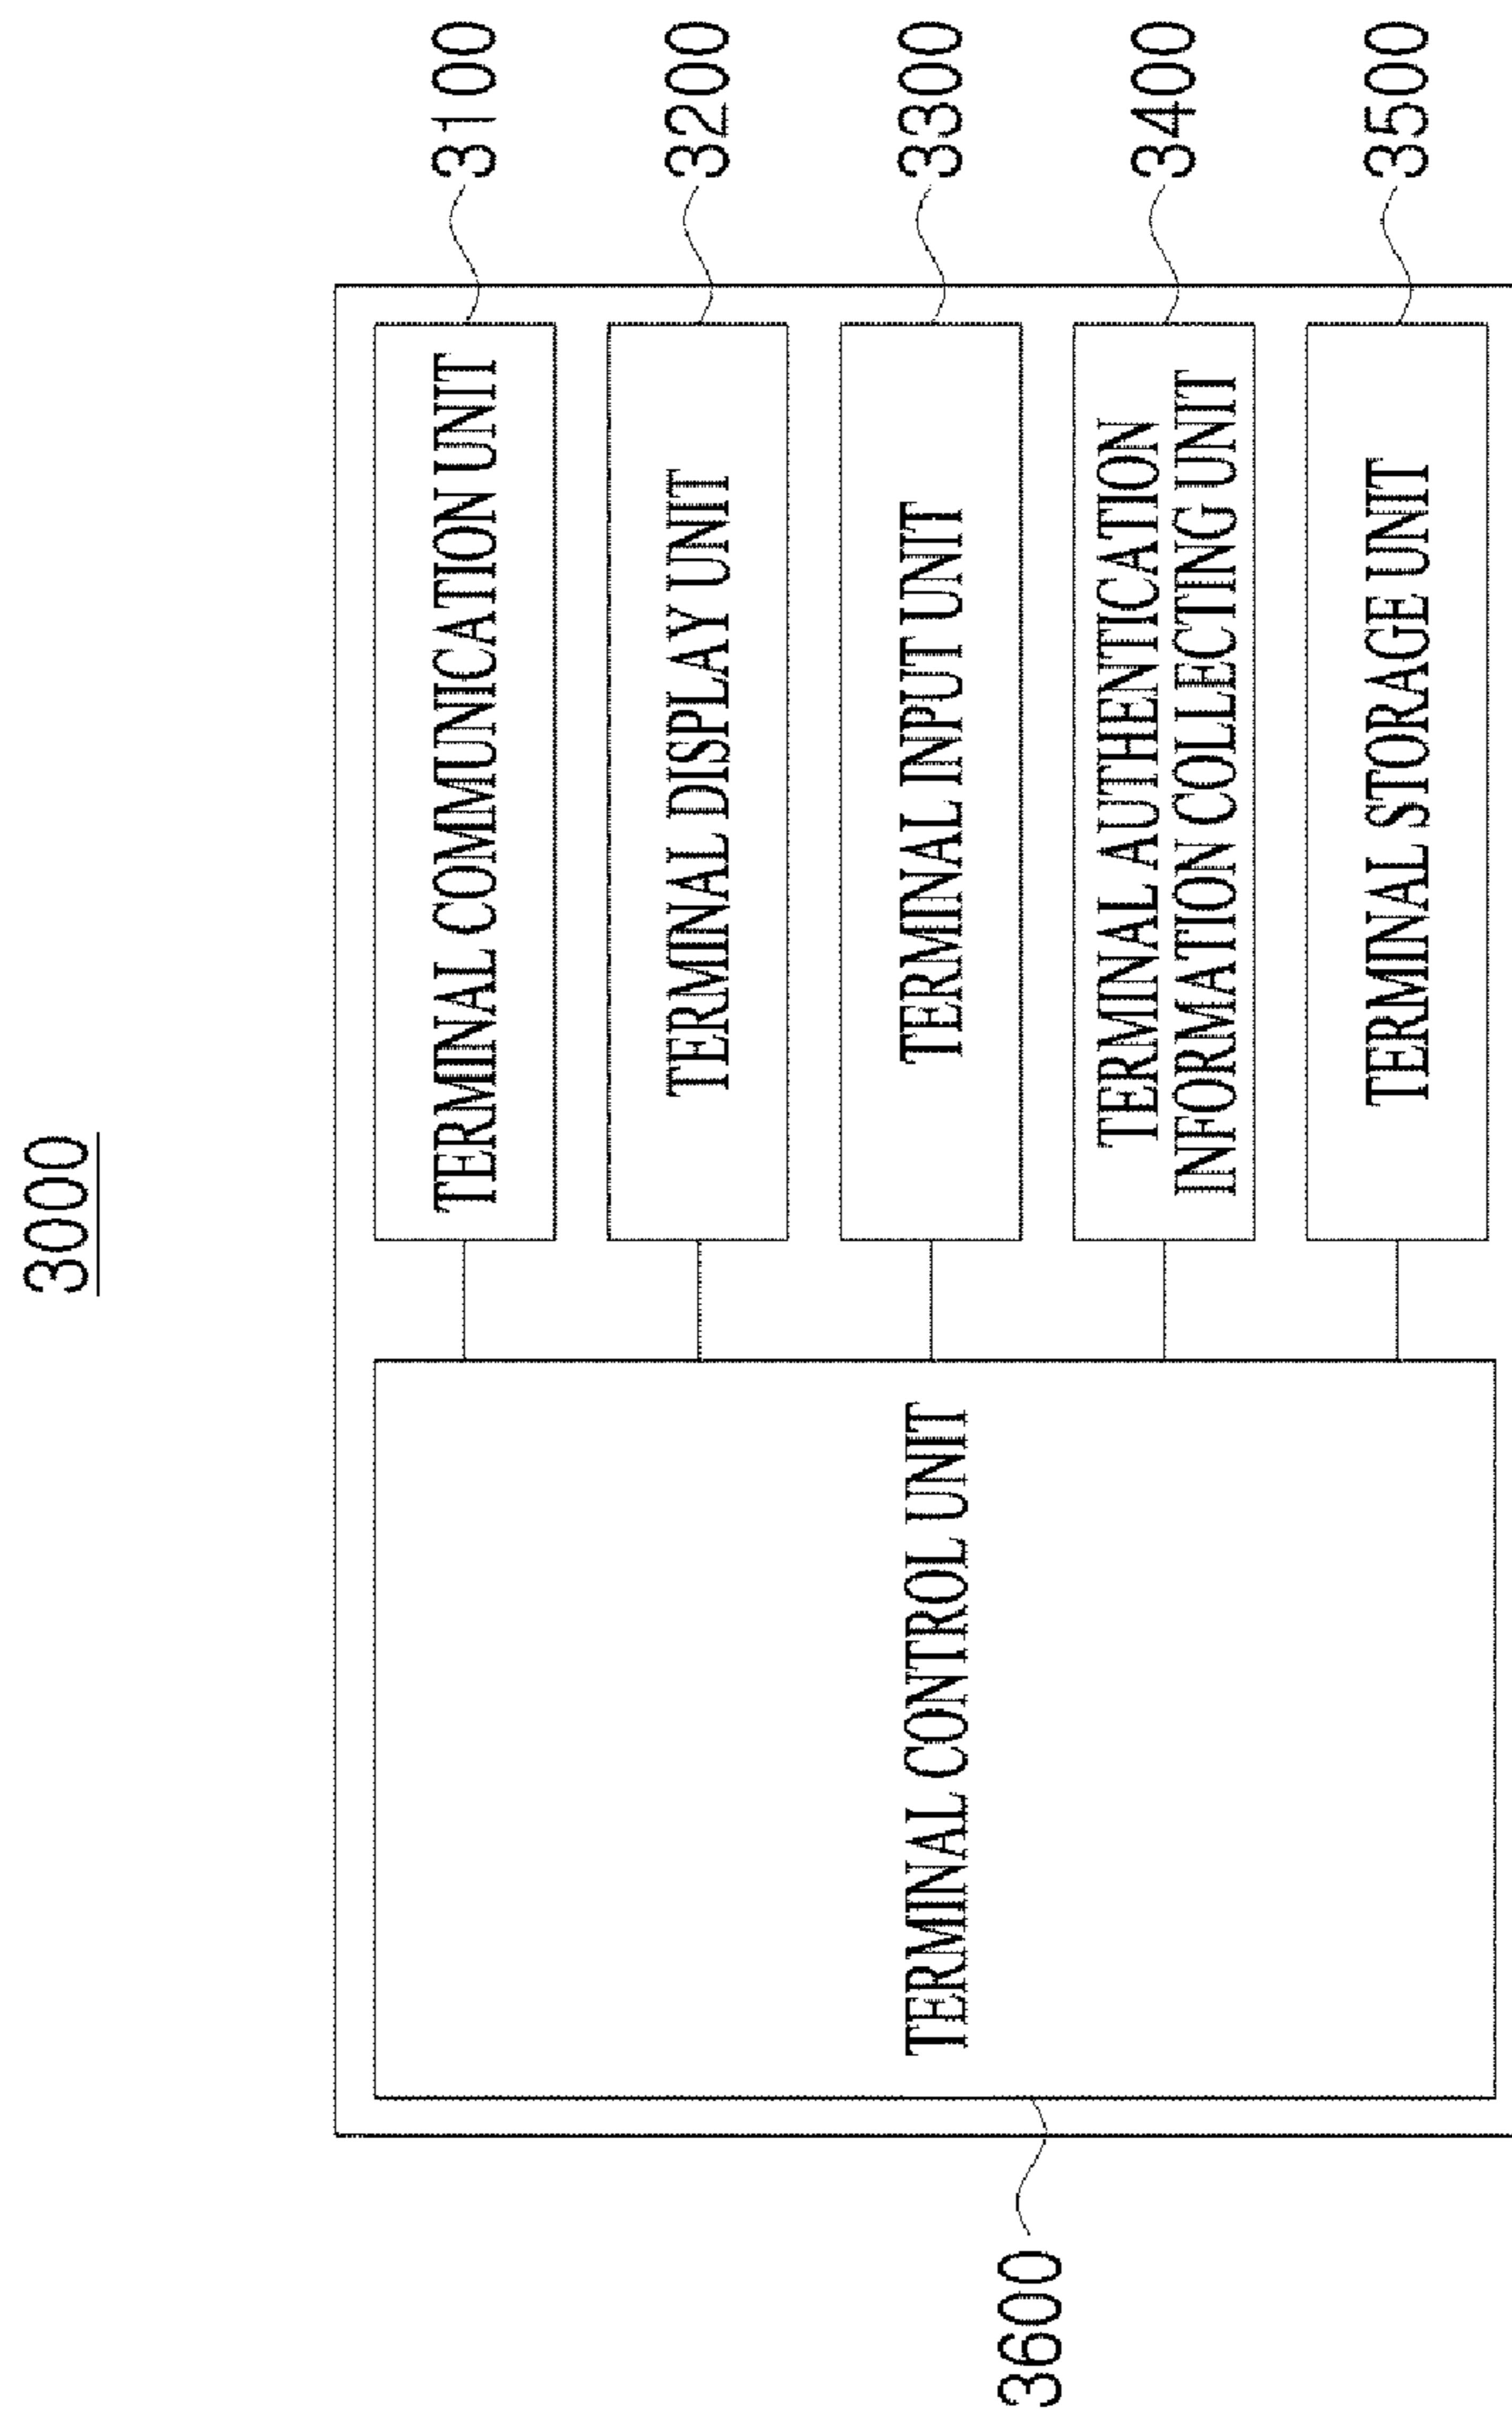 3000
3600
TERMINAL CONTROL UNIT
TERMINAL COMMUNICATION UNIT
3100
TERMINAL DISPLAY UNIT
3200
TERMINAL INPUT UNIT
3300
TERMINAL AUTHENTICATION
INFORMATION COLLECTING UNIT
3400
TERMINAL STORAGE UNIT
3500